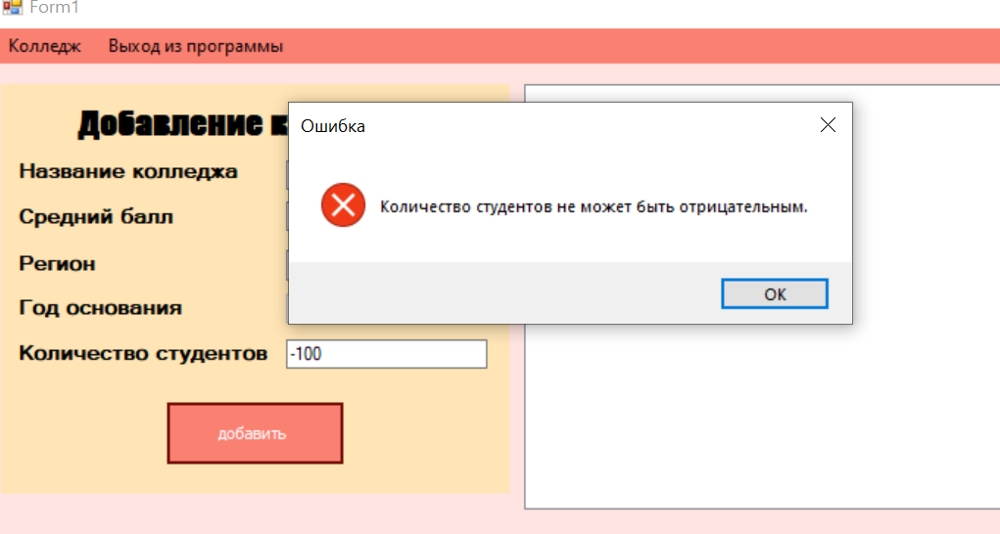 Form1
Колледж Выход из программы
Добавление к
Ошибка
Название колледжа
Средний балл
Количество студентов не может быть отрицательным.
Регион
OK
Год основания
Количество студентов -100
добавить